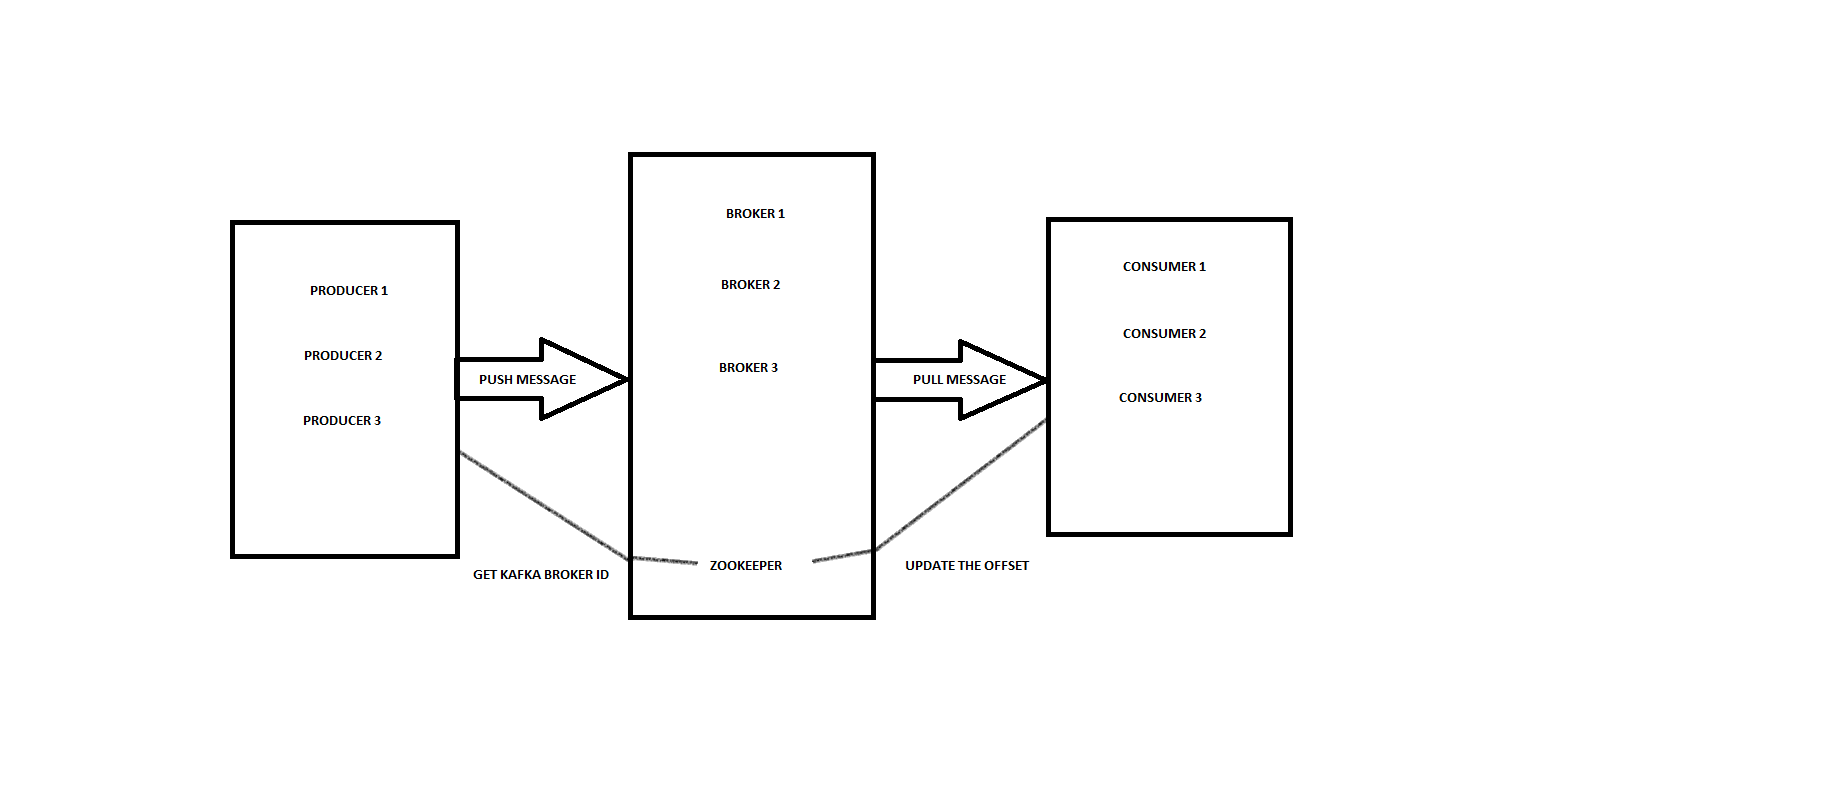 PRODUCER 1
PRODUCER 2
PRODUCER 3
PUSH MESSAGE
GET KAFKA BROKER ID
BROKER 1
BROKER 2
BROKER 3
ZOOKEEPER
PULL MESSAGE
UPDATE THE OFFSET
CONSUMER 1
CONSUMER 2
CONSUMER 3